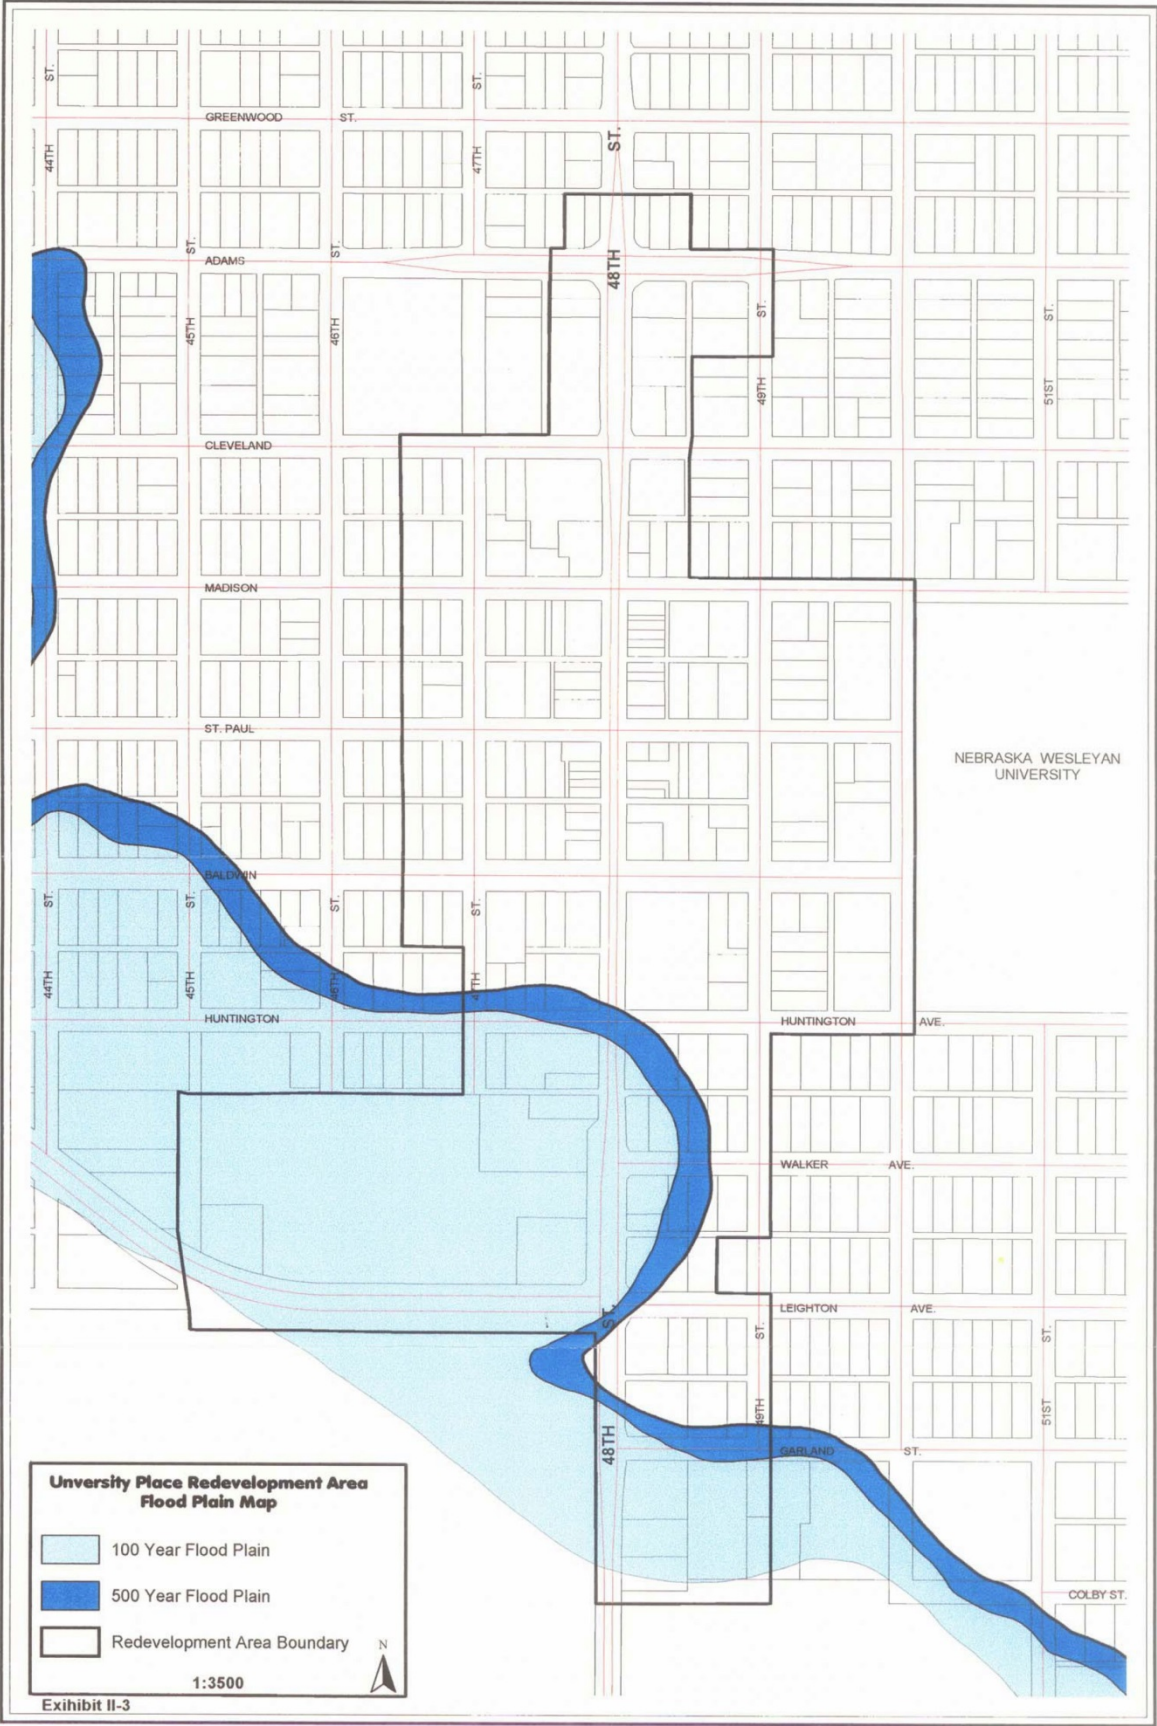 ST.
ST.
GREENWOOD ST.
44TH
47TH
ST.
ST.
ST.
ADAMS
48TH
45TH
46TH
ST.
49TH
ST.
51ST
CLEVELAND
MADISON
ST. PAUL
NEBRASKA WESLEYAN
UNIVERSITY
BALDWIN
ST.
ST.
ST.
ST.
44TH
45TH
46TH
47TH
HUNTINGTON
HUNTINGTON AVE.
WALKER AVE.
ST.
LEIGHTON AVE.
ST.
ST.
49TH
51ST
48TH
GARLAND ST.
COLBY ST.
Unversity Place Redevelopment Area
Flood Plain Map
100 Year Flood Plain
500 Year Flood Plain
Redevelopment Area Boundary
N
1:3500
Exihibit II-3